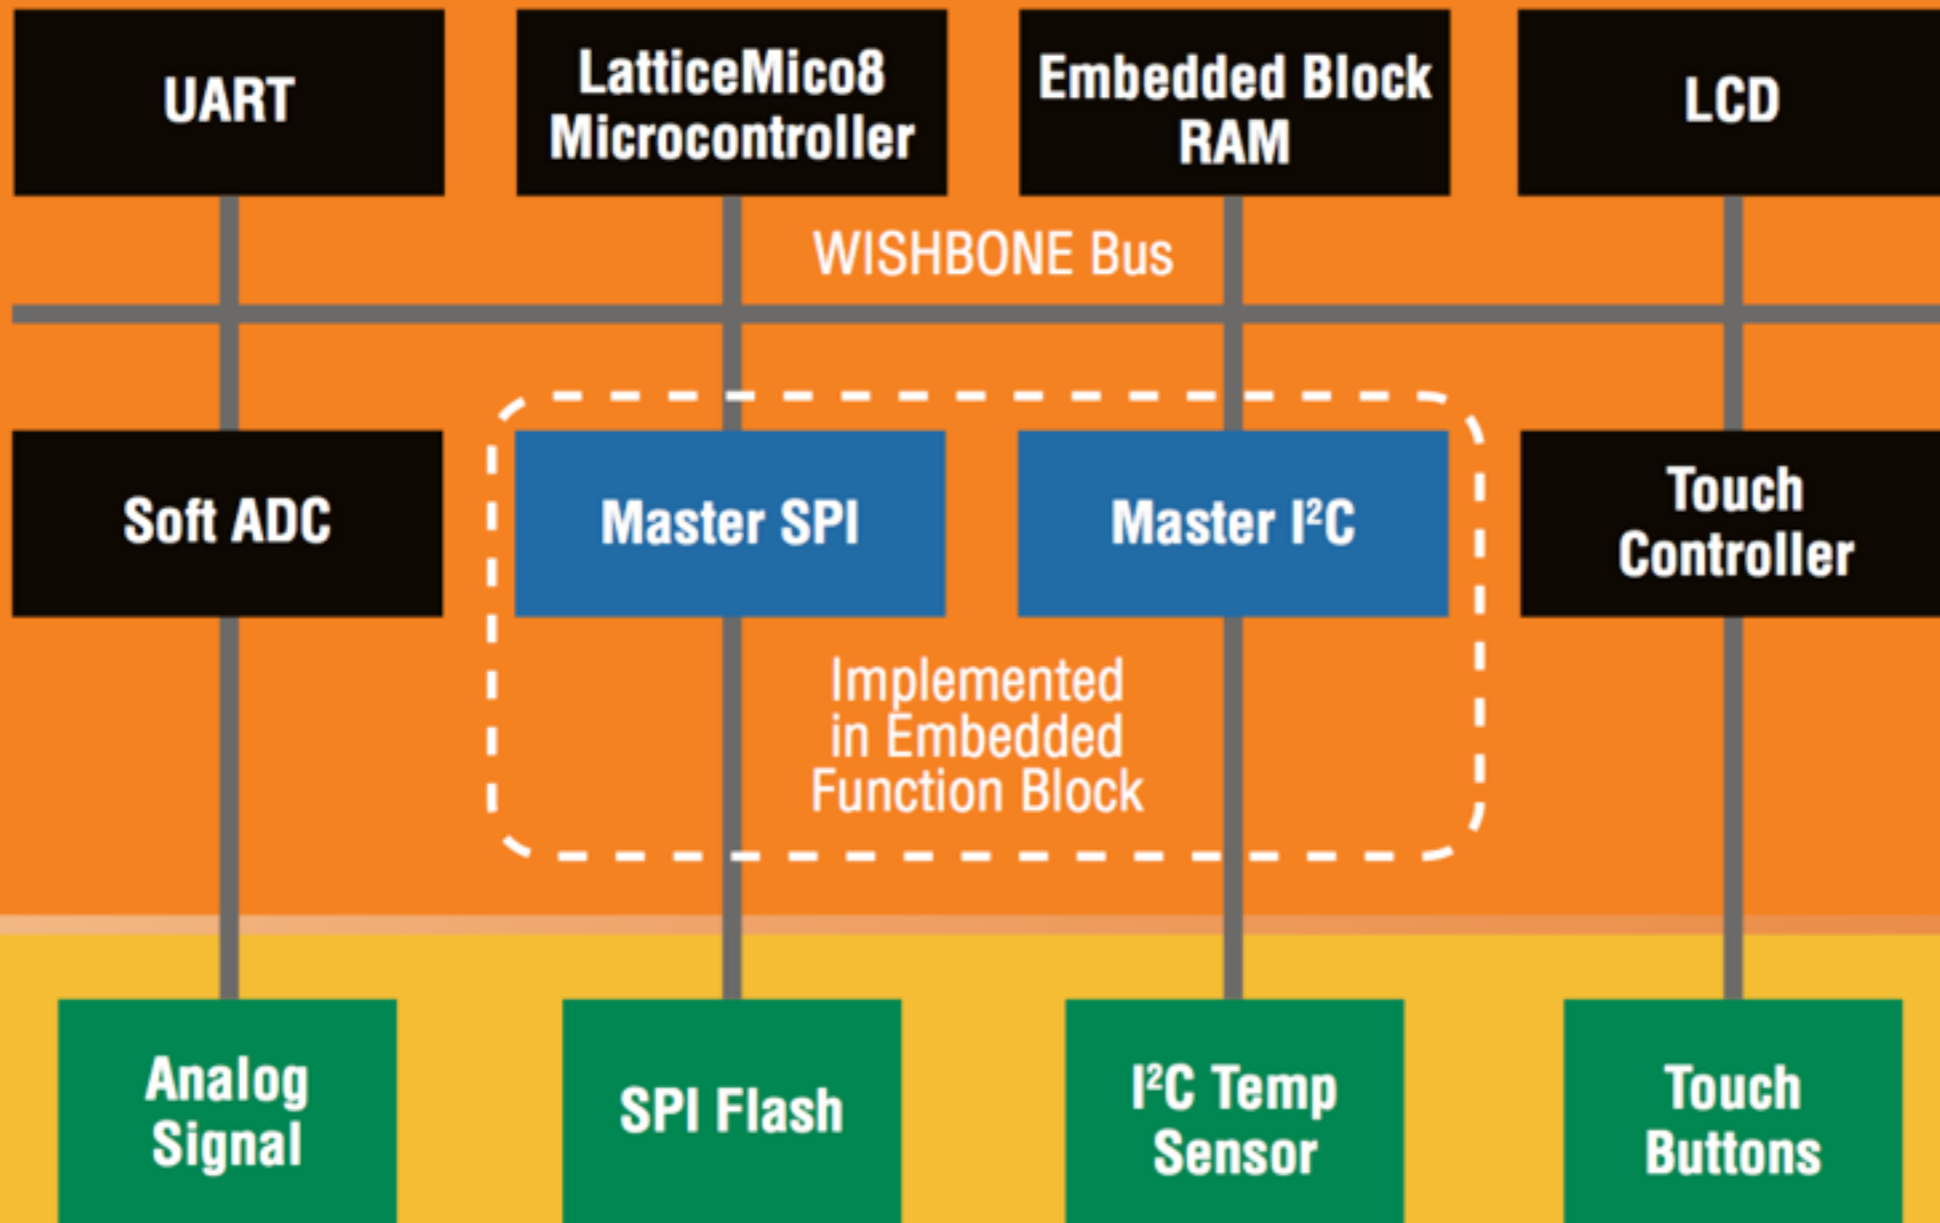 UART
LatticeMico8
Microcontroller
Embedded Block
RAM
LCD
WISHBONE Bus
Soft ADC
Master SPI
Master I²C
Touch
Controller
Implemented
in Embedded
Function Block
Analog
Signal
SPI Flash
I²C Temp
Sensor
Touch
Buttons